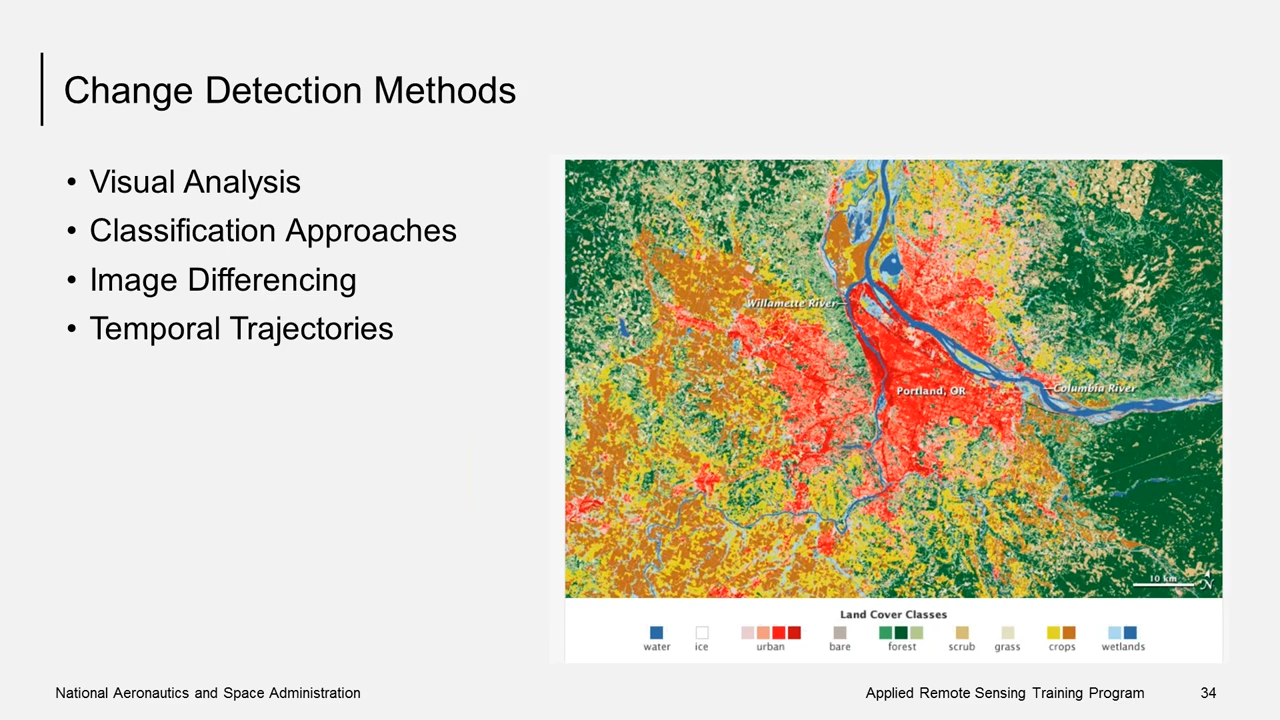 Change Detection Methods
• Visual Analysis
• Classification Approaches
• Image Differencing
• Temporal Trajectories
Willamette River
Columbia River
Portland, OR
10 km
N
Land Cover Classes
water ice urban bare forest scrub grass crops wetlands
National Aeronautics and Space Administration
Applied Remote Sensing Training Program 34